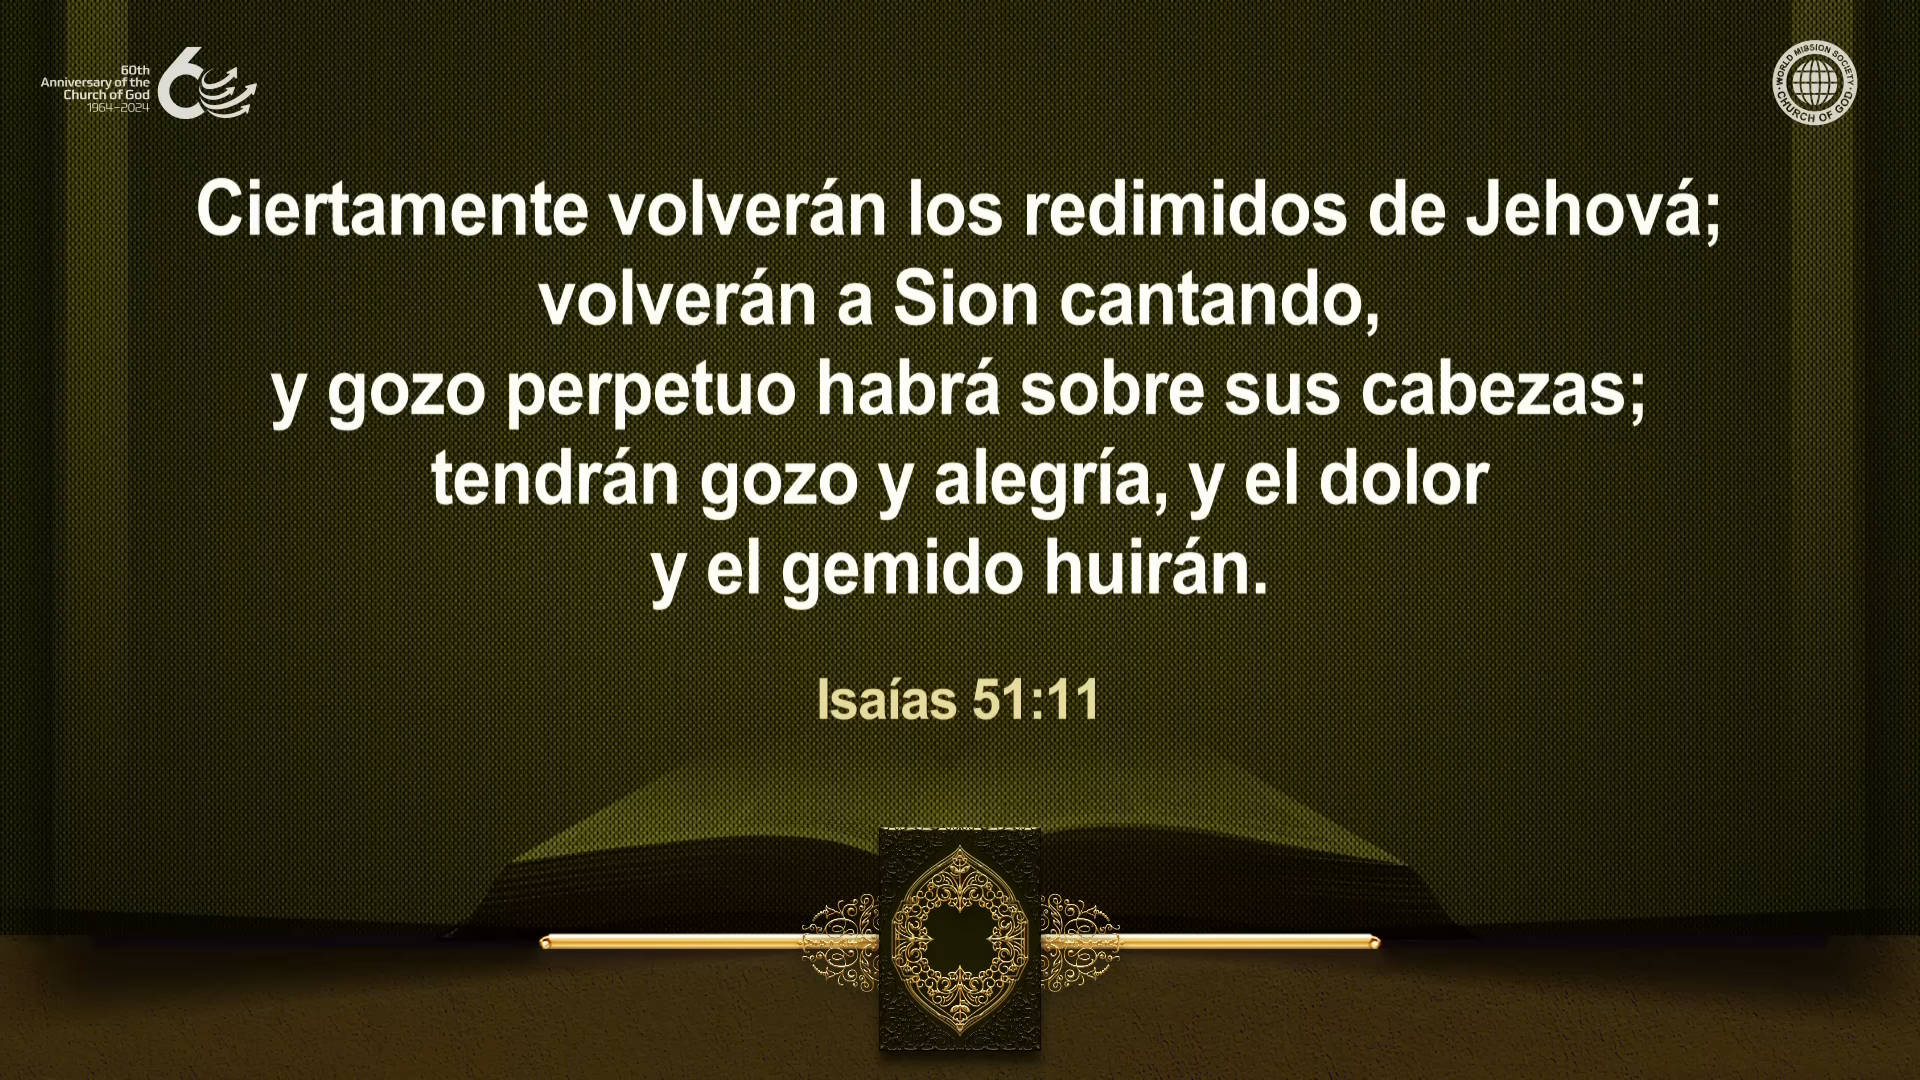 60th
Anniversary of the
Church of God
1964–2024
WORLD MISSION SOCIETY
CHURCH OF GOD
Ciertamente volverán los redimidos de Jehová;
volverán a Sion cantando,
y gozo perpetuo habrá sobre sus cabezas;
tendrán gozo y alegría, y el dolor
y el gemido huirán.
Isaías 51:11